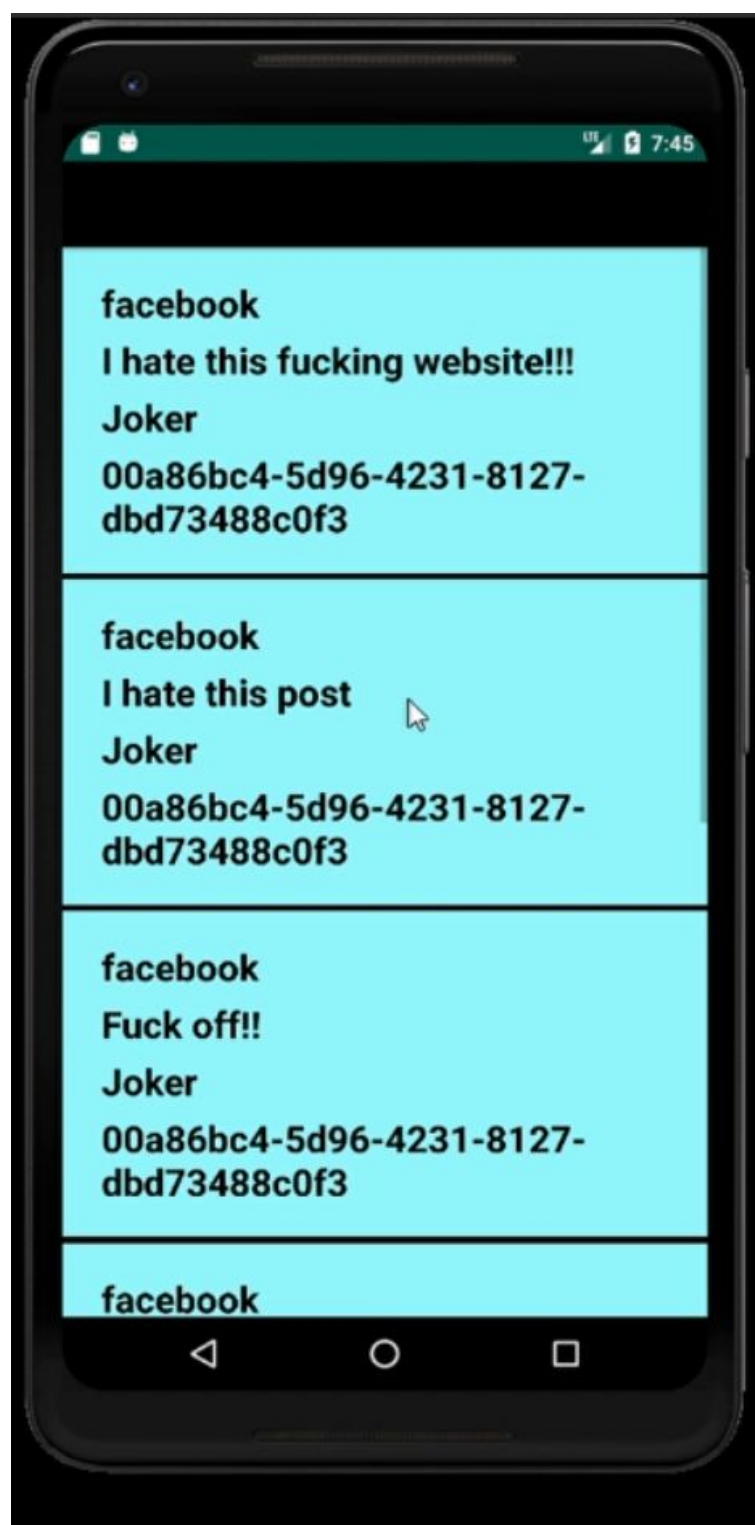 LTE 7:45
facebook
I hate this fucking website!!!
Joker
00a86bc4-5d96-4231-8127-
dbd73488c0f3
facebook
I hate this post
Joker
00a86bc4-5d96-4231-8127-
dbd73488c0f3
facebook
Fuck off!!
Joker
00a86bc4-5d96-4231-8127-
dbd73488c0f3
facebook